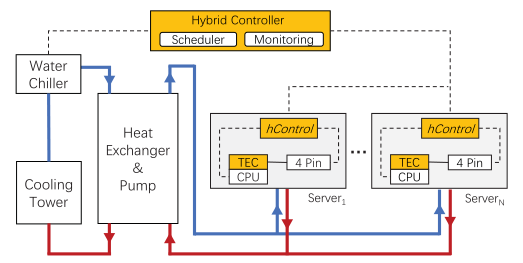 Hybrid Controller
Scheduler
Monitoring
Water
Chiller
Heat
Exchanger
&
Pump
Cooling
Tower
hControl
TEC
CPU
4 Pin
Server₁
...
hControl
TEC
CPU
4 Pin
Server_N